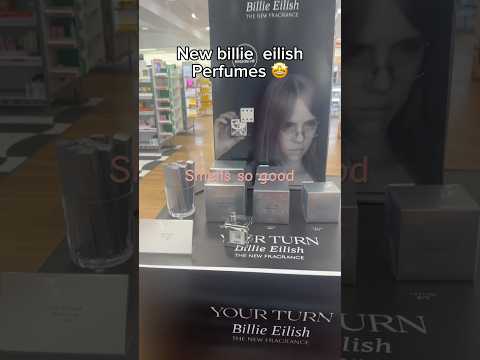 Billie Eilish
THE NEW FRAGRANCE
New billie eilish
Perfumes 🤩
Smells so good
YOUR TURN
Billie Eilish
THE NEW FRAGRANCE
YOUR TURN
Billie Eilish
THE NEW FRAGRANCE